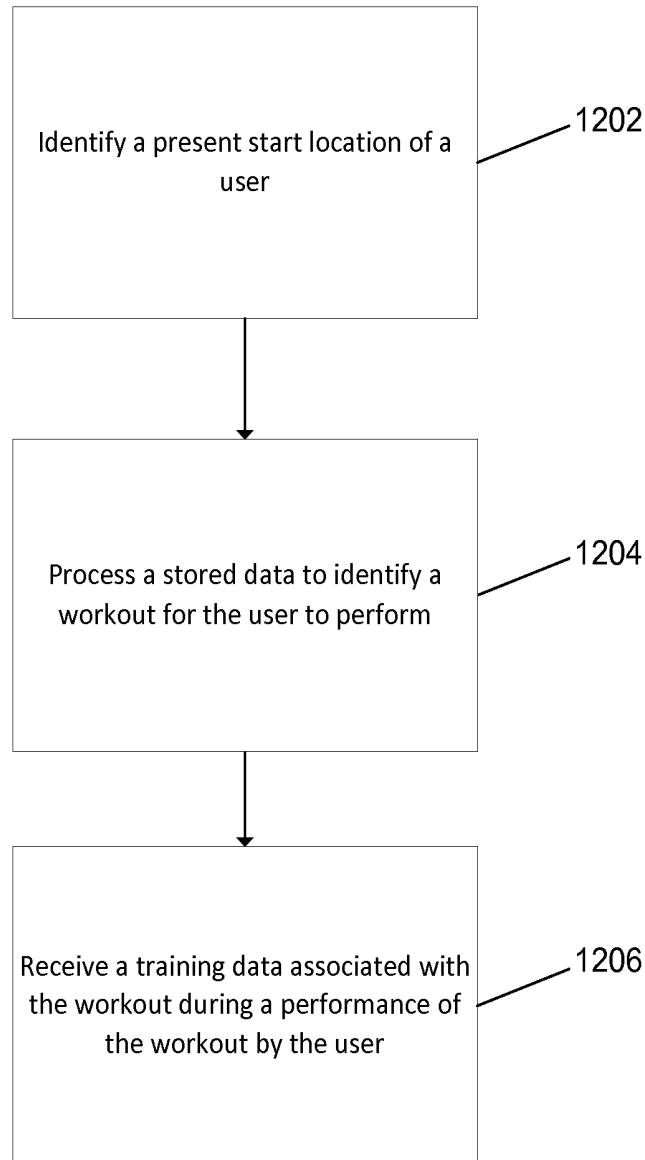 Identify a present start location of a
user
1202
Process a stored data to identify a
workout for the user to perform
1204
Receive a training data associated with
the workout during a performance of
the workout by the user
1206